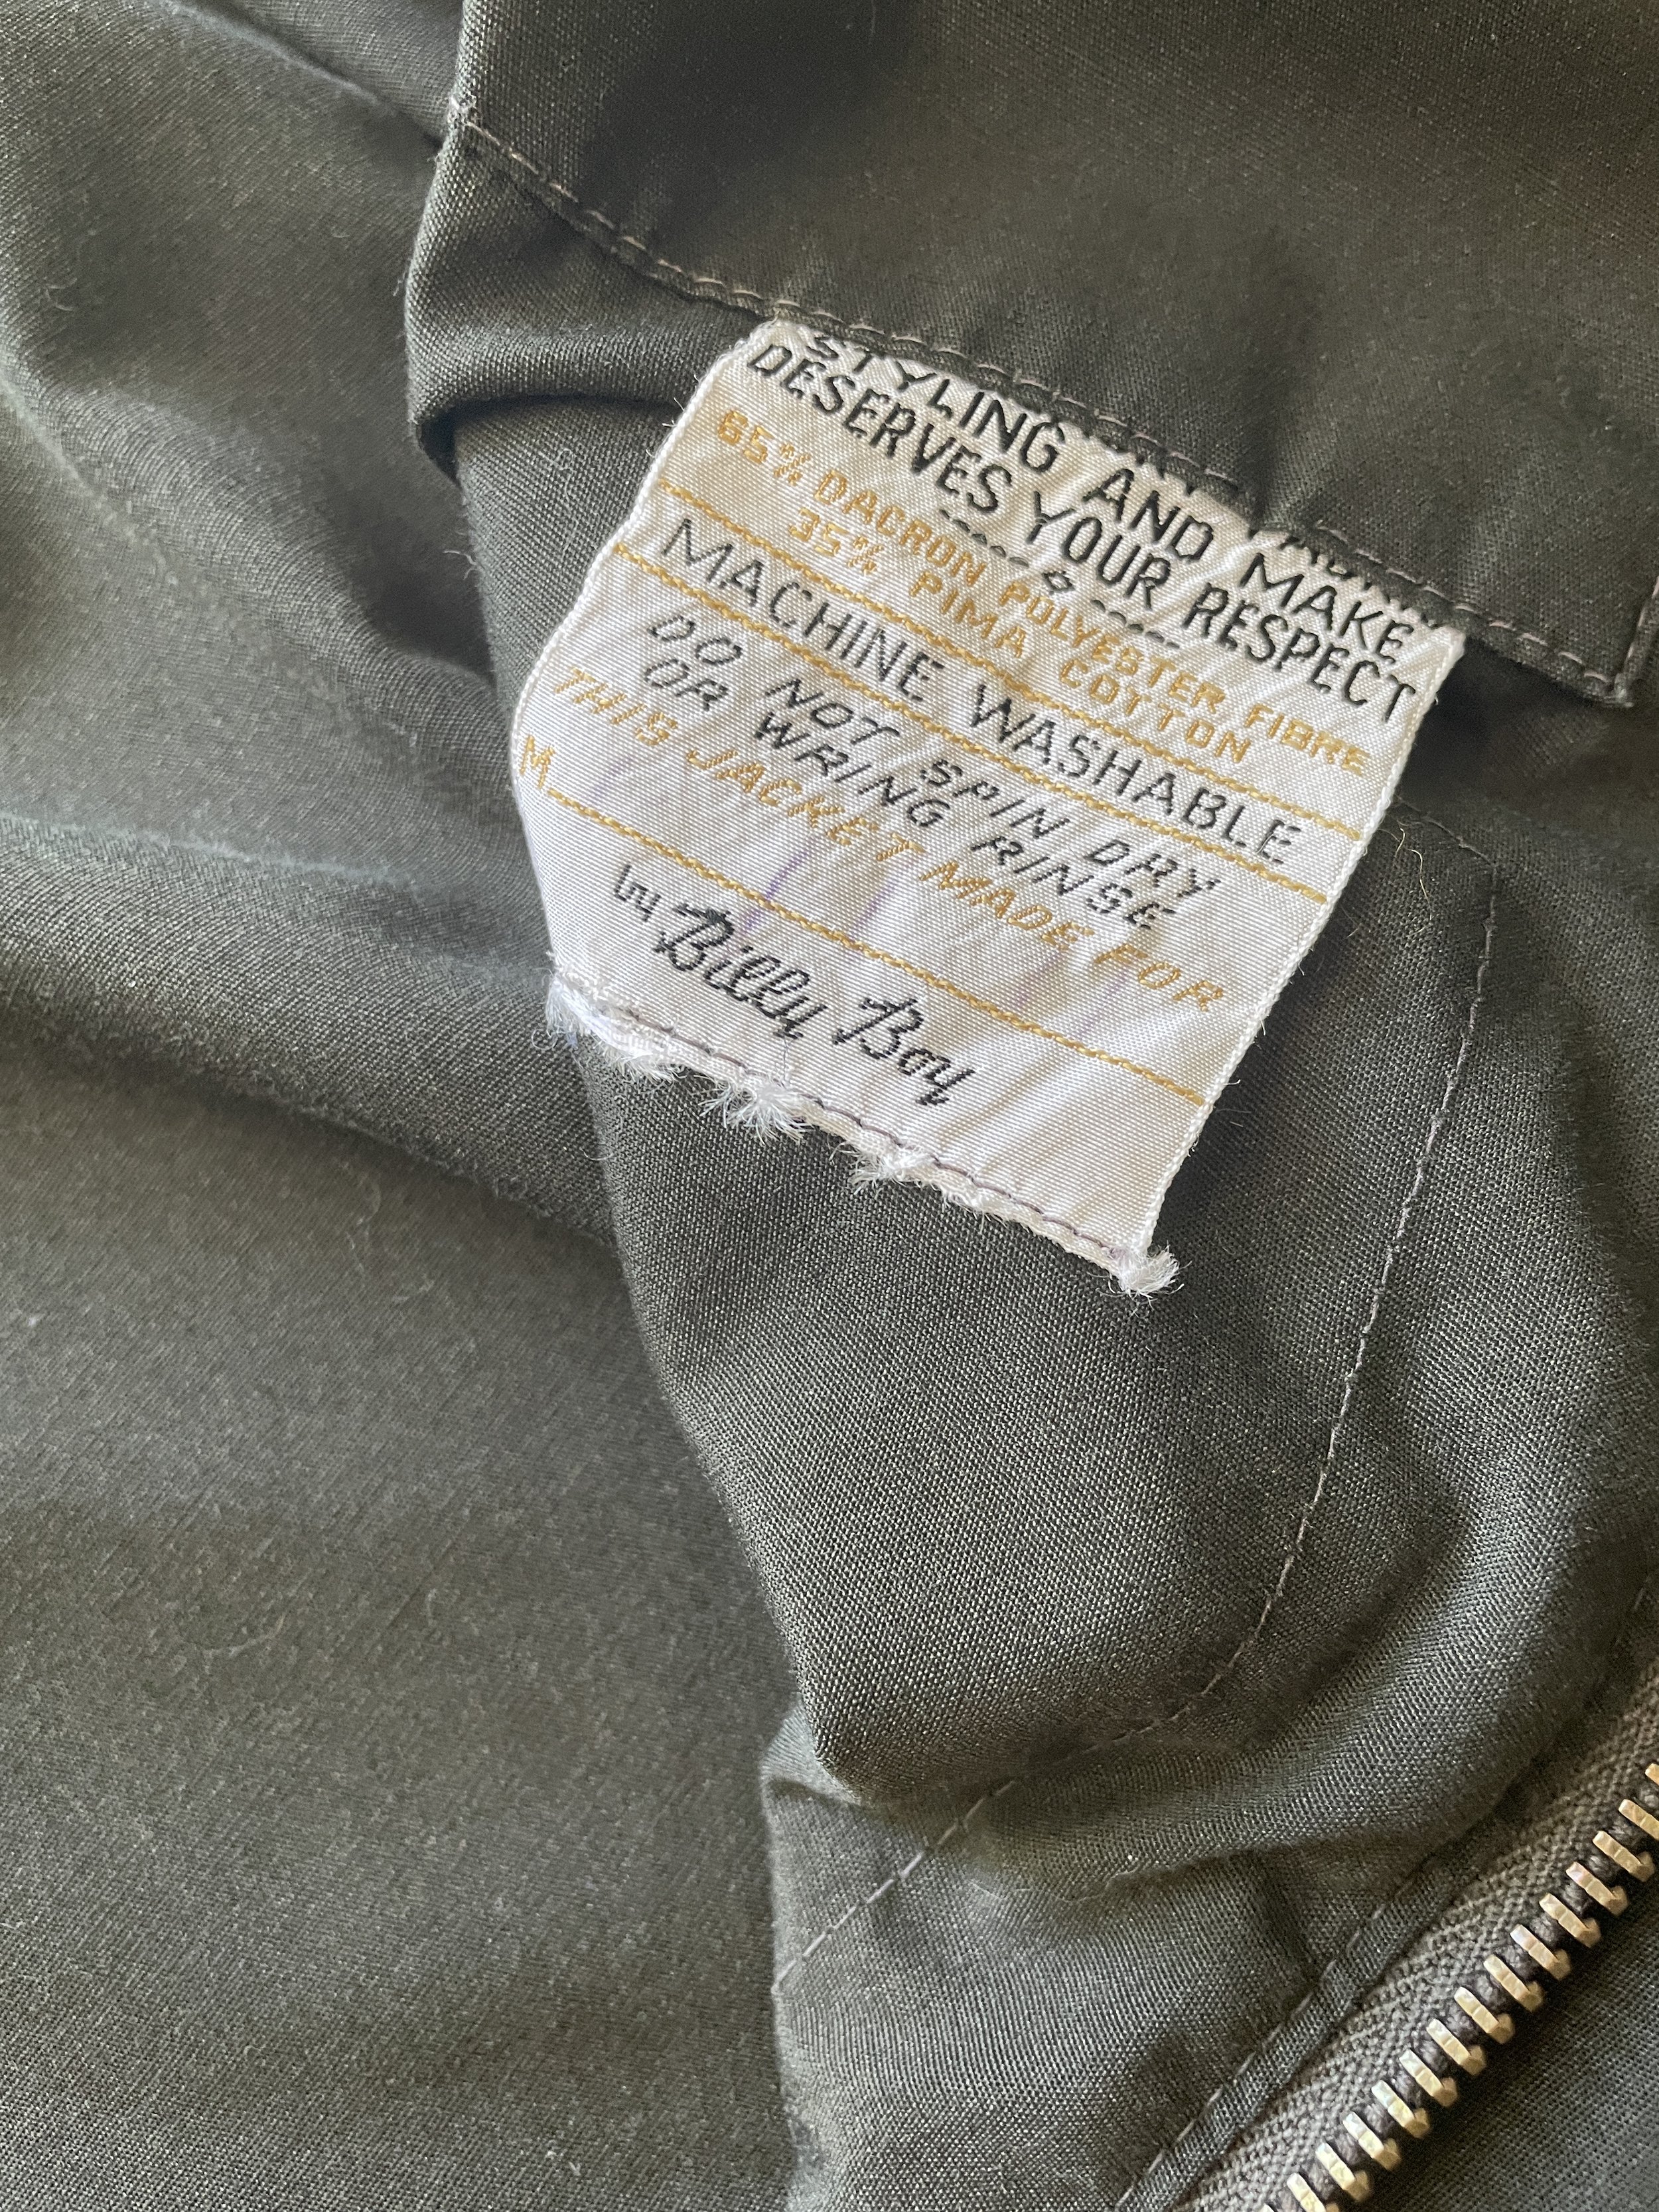 STYLING AND MAKE
DESERVES YOUR RESPECT
65% DACRON POLYESTER FIBRE
35% PIMA COTTON
MACHINE WASHABLE
DO NOT SPIN DRY
OR WRING RINSE
THIS JACKET MADE FOR
M
by Billy Boy